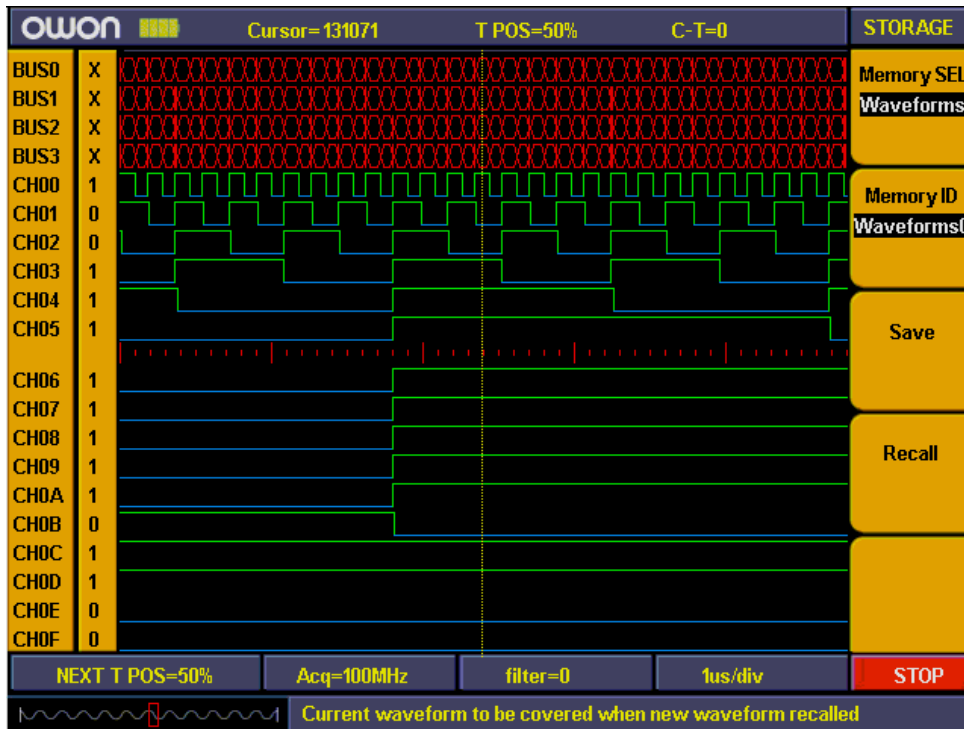 OWON Cursor=131071 T POS=50% C-T=0 STORAGE
BUS0 X
BUS1 X
BUS2 X
BUS3 X
CH00 1
CH01 0
CH02 0
CH03 1
CH04 1
CH05 1
CH06 1
CH07 1
CH08 1
CH09 1
CH0A 1
CH0B 0
CH0C 1
CH0D 1
CH0E 0
CH0F 0
Memory SEL
Waveforms
Memory ID
Waveforms0
Save
Recall
NEXT T POS=50% Acq=100MHz filter=0 1us/div STOP
Current waveform to be covered when new waveform recalled